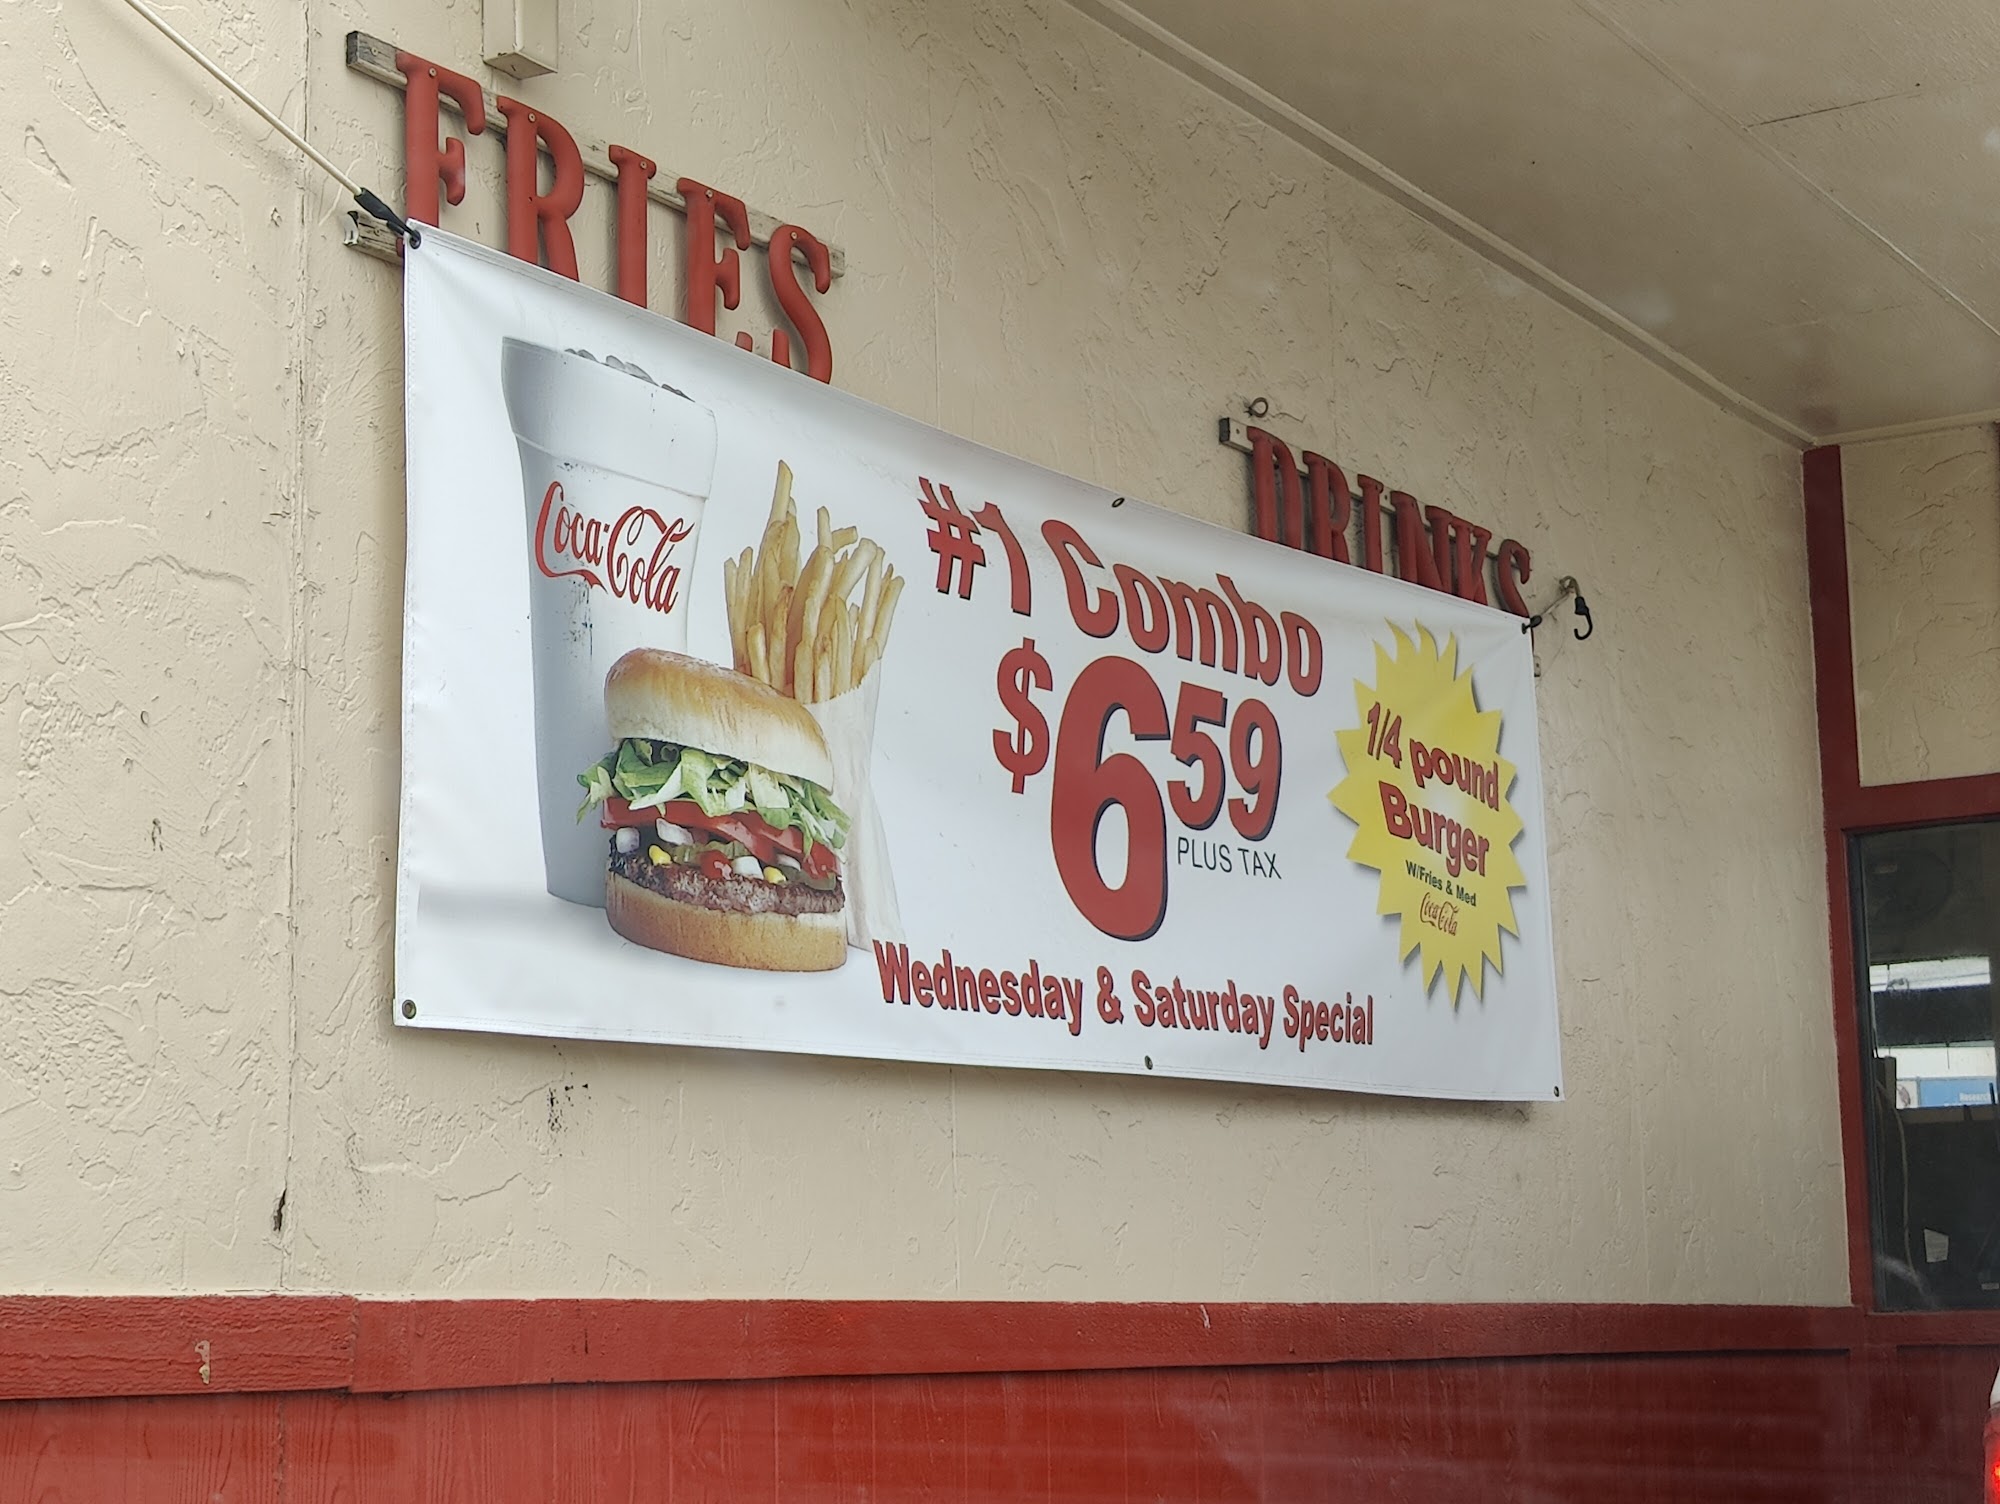 FRIES
DRINKS
Coca-Cola
#1 Combo
$6.59
PLUS TAX
Wednesday & Saturday Special
1/4 pound
Burger
W/Fries & Med
Coca-Cola
Research